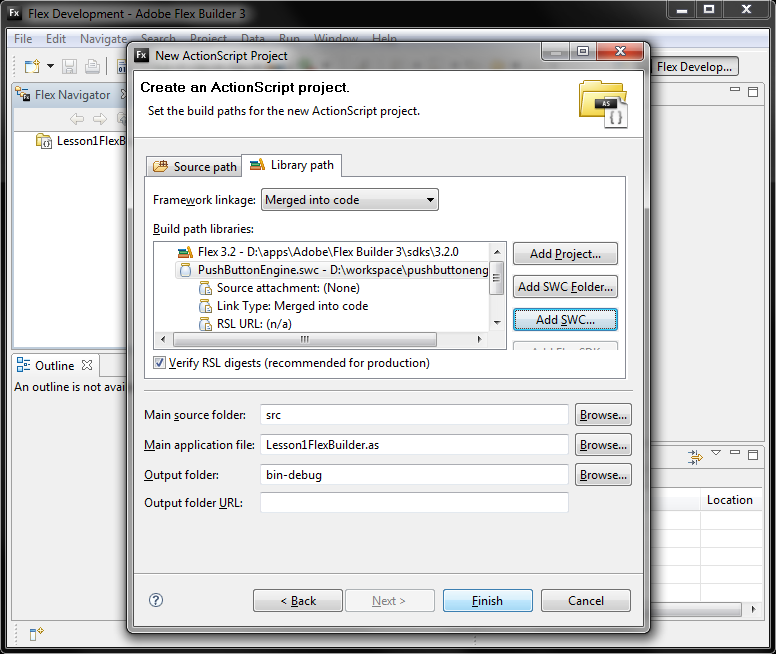 Flex Development - Adobe Flex Builder 3
File Edit Navigate Search Project Data Run Window Help
Flex Develop...
Flex Navigator
Lesson1FlexB
Outline
An outline is not avai
Location
New ActionScript Project
Create an ActionScript project.
Set the build paths for the new ActionScript project.
AS
Source path
Library path
Framework linkage: Merged into code
Build path libraries:
Flex 3.2 - D:\apps\Adobe\Flex Builder 3\sdks\3.2.0
PushButtonEngine.swc - D:\workspace\pushbuttoneng
Source attachment: (None)
Link Type: Merged into code
RSL URL: (n/a)
Add Project...
Add SWC Folder...
Add SWC...
Verify RSL digests (recommended for production)
Main source folder: src Browse...
Main application file: Lesson1FlexBuilder.as Browse...
Output folder: bin-debug Browse...
Output folder URL:
< Back Next > Finish Cancel